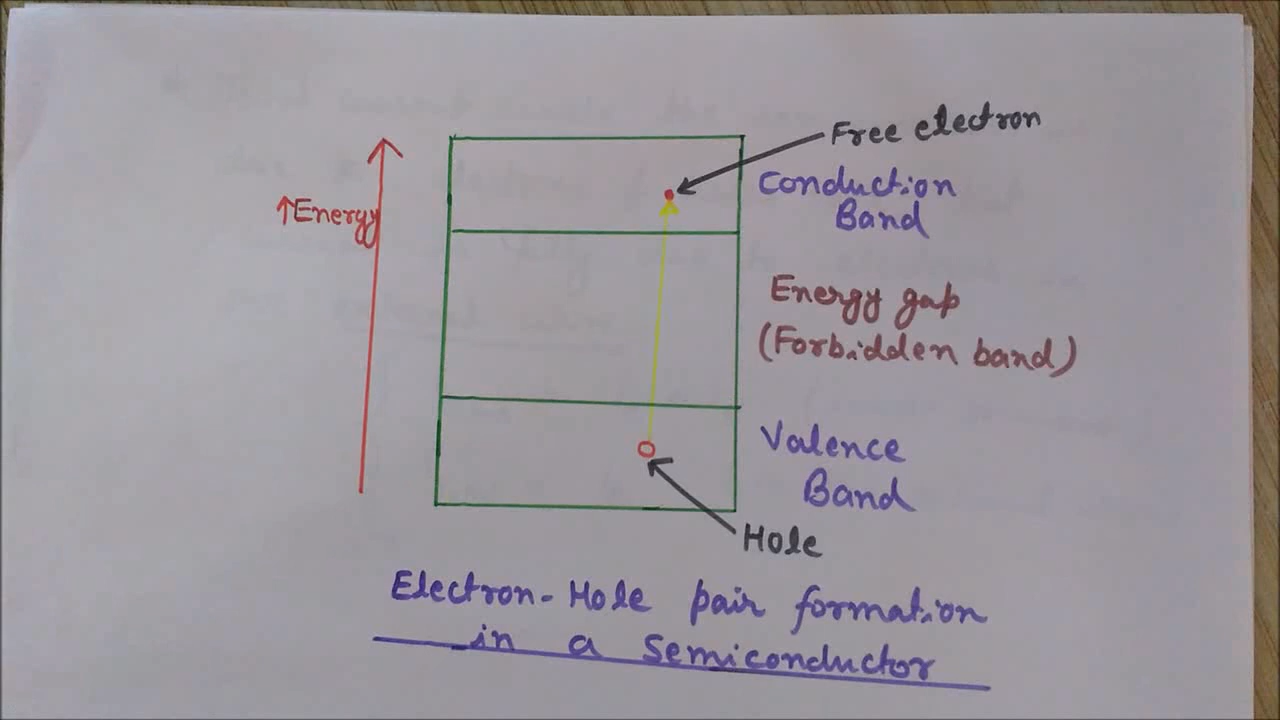 Free electron
Conduction
Band
↑Energy
Energy gap
(Forbidden band)
Valence
Band
Hole
Electron-Hole pair formation
in a Semiconductor